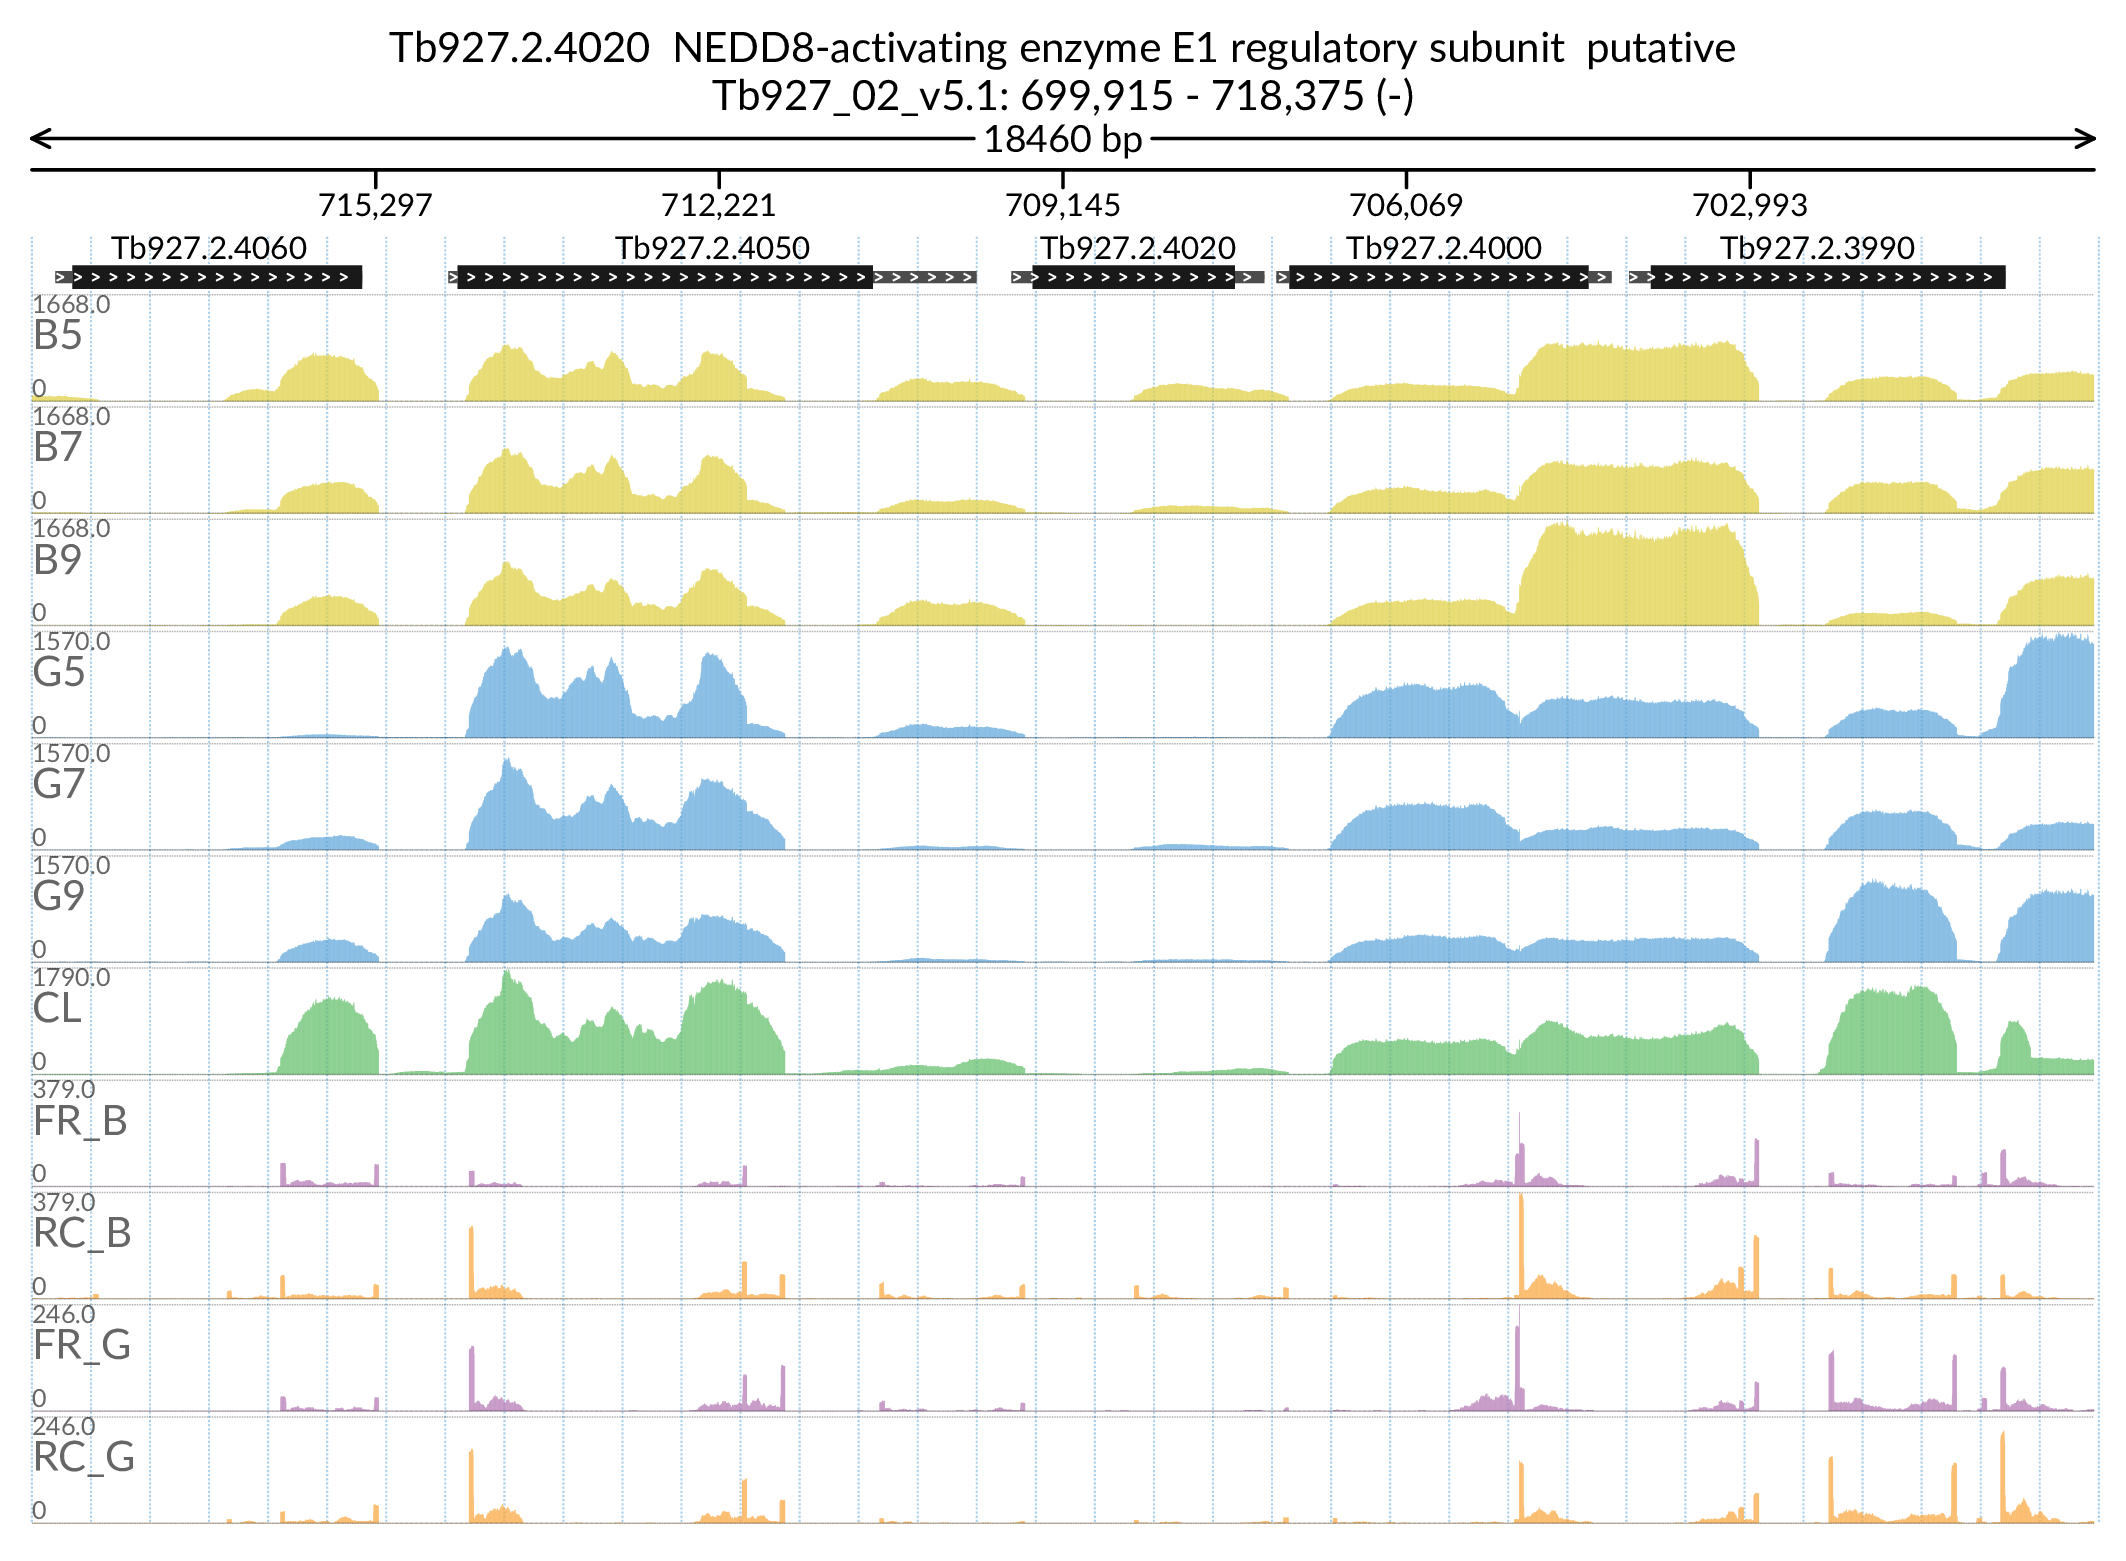 Tb927.2.4020  NEDD8-activating enzyme E1 regulatory subunit  putative
Tb927_02_v5.1: 699,915 - 718,375 (-)
18460 bp
715,297 712,221 709,145 706,069 702,993
Tb927.2.4060 Tb927.2.4050 Tb927.2.4020 Tb927.2.4000 Tb927.2.3990
1668.0
B5
0
1668.0
B7
0
1668.0
B9
0
1570.0
G5
0
1570.0
G7
0
1570.0
G9
0
1790.0
CL
0
379.0
FR_B
0
379.0
RC_B
0
246.0
FR_G
0
246.0
RC_G
0